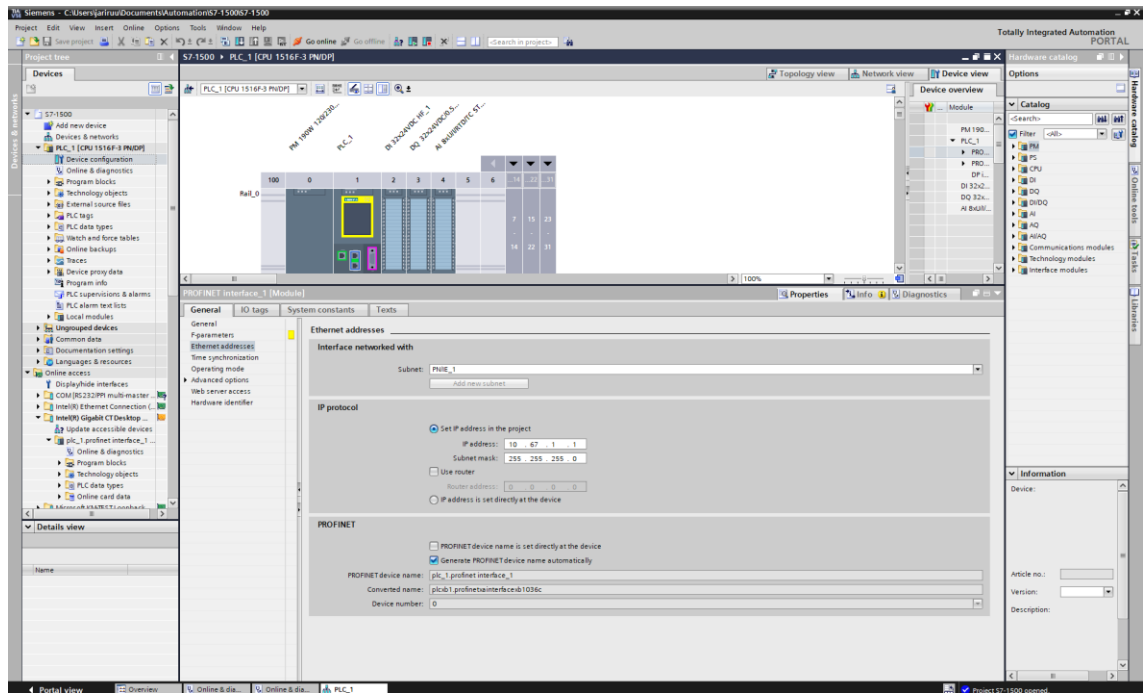 Siemens - C:\Users\jariruu\Documents\Automation\S7-1500\S7-1500
Project Edit View Insert Online Options Tools Window Help
Totally Integrated Automation
PORTAL
Save project
Go online
Go offline
<Search in project>
Project tree
S7-1500 ▸ PLC_1 [CPU 1516F-3 PN/DP]
Hardware catalog
Devices
Topology view
Network view
Device view
Options
PLC_1 [CPU 1516F-3 PN/DP]
Device overview
Module
PM 190...
PLC_1
PRO...
PRO...
DP i...
DI 32x2...
DQ 32x...
AI 8xU/I/...
PM 190W 120/230...
PLC_1
DI 32x24VDC HF_1
DQ 32x24VDC/0.5...
AI 8xU/I/RTD/TC ST...
100 0 1 2 3 4 5 6
Rail_0
7 15 23
14 22 31
100%
S7-1500
Add new device
Devices & networks
PLC_1 [CPU 1516F-3 PN/DP]
Device configuration
Online & diagnostics
Program blocks
Technology objects
External source files
PLC tags
PLC data types
Watch and force tables
Online backups
Traces
Device proxy data
Program info
PLC supervisions & alarms
PLC alarm text lists
Local modules
Ungrouped devices
Common data
Documentation settings
Languages & resources
Online access
Display/hide interfaces
COM [RS232/PPI multi-master ...
Intel(R) Ethernet Connection (...
Intel(R) Gigabit CT Desktop ...
Update accessible devices
plc_1.profinet interface_1 ...
Online & diagnostics
Program blocks
Technology objects
PLC data types
Online card data
Details view
Name
PROFINET interface_1 [Module]
Properties
Info
Diagnostics
General
IO tags
System constants
Texts
General
F-parameters
Ethernet addresses
Time synchronization
Operating mode
Advanced options
Web server access
Hardware identifier
Ethernet addresses
Interface networked with
Subnet: PN/IE_1
Add new subnet
IP protocol
Set IP address in the project
IP address: 10 . 67 . 1 . 1
Subnet mask: 255 . 255 . 255 . 0
Use router
Router address: 0 . 0 . 0 . 0
IP address is set directly at the device
PROFINET
PROFINET device name is set directly at the device
Generate PROFINET device name automatically
PROFINET device name: plc_1.profinet interface_1
Converted name: plcxb1.profinetxainterfacexb1036c
Device number: 0
Catalog
<Search>
Filter <All>
PM
PS
CPU
DI
DQ
DI/DQ
AI
AQ
AI/AQ
Communications modules
Technology modules
Interface modules
Information
Device:
Article no.:
Version:
Description:
Hardware catalog
Online tools
Tasks
Libraries
Devices & networks
Portal view
Overview
Online & dia...
Online & dia...
PLC_1
Project S7-1500 opened.